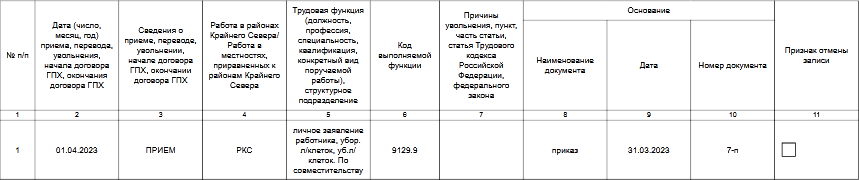 № п/п
Дата (число,
месяц, год)
приема, перевода,
увольнения,
начала договора
ГПХ, окончания
договора ГПХ
Сведения о
приеме, переводе,
увольнении,
начале договора
ГПХ, окончании
договора ГПХ
Работа в районах
Крайнего Севера/
Работа в
местностях,
приравненных к
районам Крайнего
Севера
Трудовая функция
(должность,
профессия,
специальность,
квалификация,
конкретный вид
поручаемой
работы),
структурное
подразделение
Код
выполняемой
функции
Причины
увольнения, пункт,
часть статьи,
статья Трудового
кодекса
Российской
Федерации,
федерального
закона
Основание
Наименование
документа
Дата
Номер документа
Признак отмены
записи
1 2 3 4 5 6 7 8 9 10 11
1
01.04.2023
ПРИЕМ
РКС
личное заявление
работника, убор.
л/клеток, уб.л/
клеток. По
совместительству
9129.9
приказ
31.03.2023
7-п